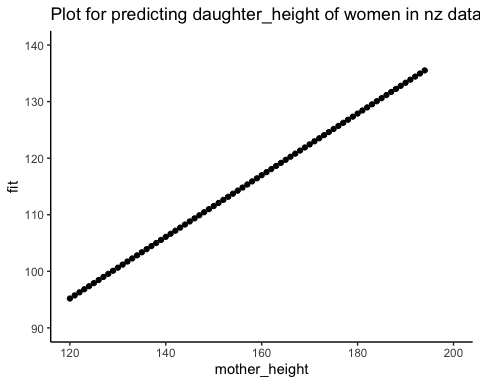 Plot for predicting daughter_height of women in nz data
140
130
120
110
100
90
fit
120 140 160 180 200
mother_height